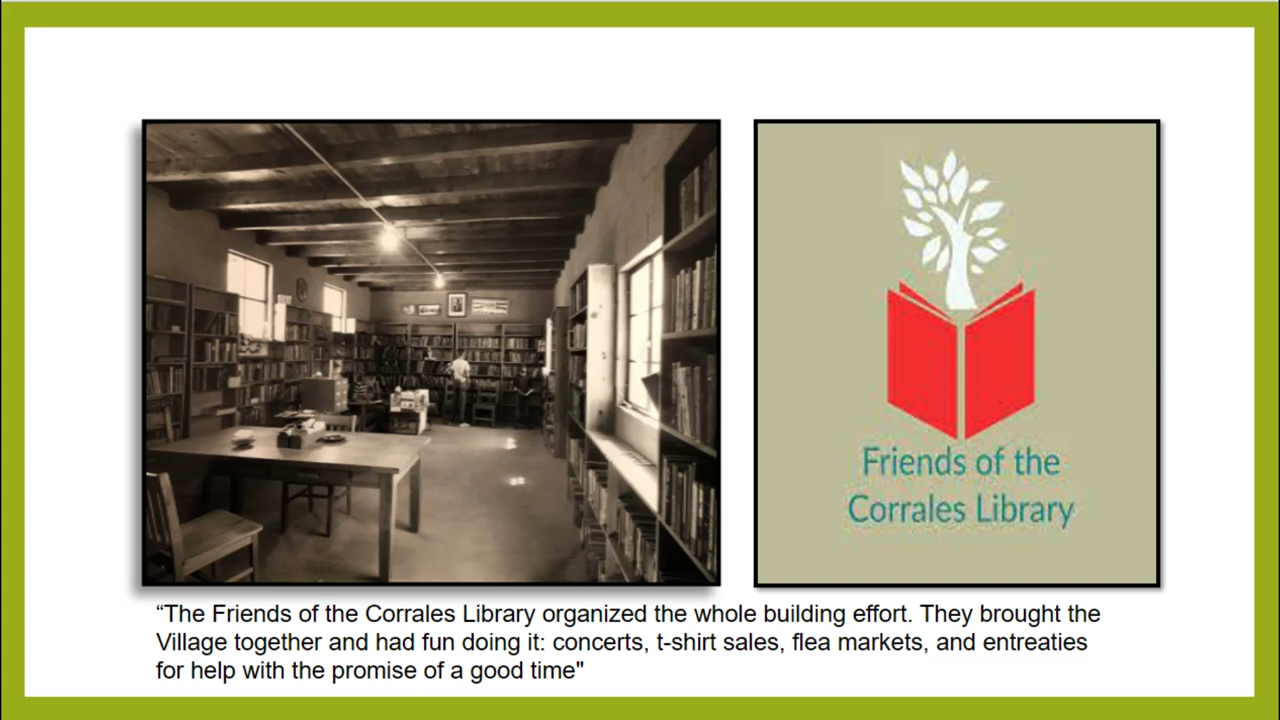 Friends of the
Corrales Library
“The Friends of the Corrales Library organized the whole building effort. They brought the
Village together and had fun doing it: concerts, t-shirt sales, flea markets, and entreaties
for help with the promise of a good time"